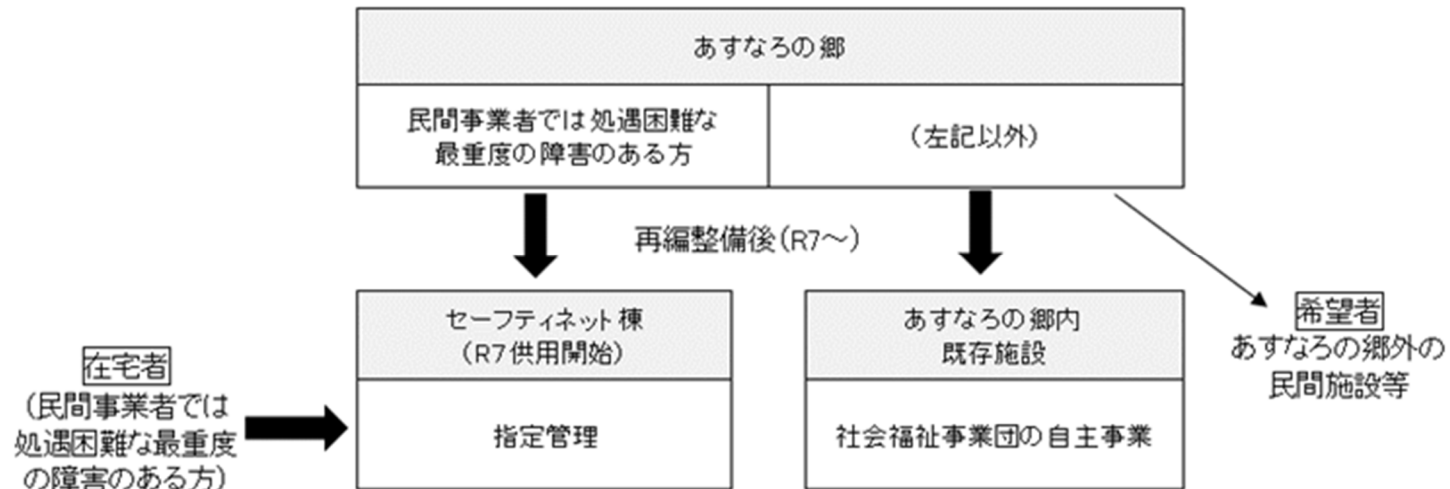 あすなろの郷
民間事業者では処遇困難な
最重度の障害のある方
（左記以外）
再編整備後（R7～）
セーフティネット棟
（R7供用開始）
指定管理
あすなろの郷内
既存施設
社会福祉事業団の自主事業
在宅者
（民間事業者では
処遇困難な最重度
の障害のある方）
希望者
あすなろの郷外の
民間施設等